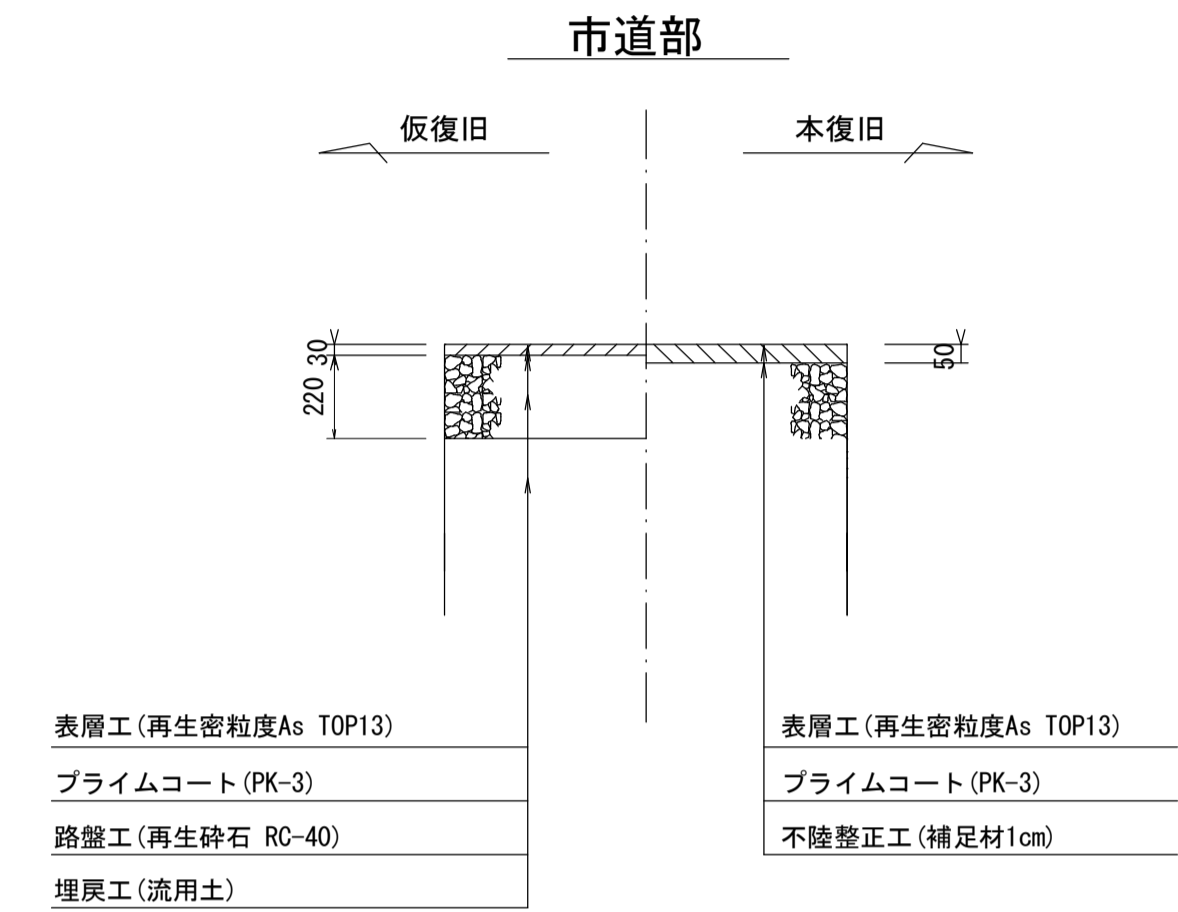 市道部
仮復旧
本復旧
30
220
50
表層工(再生密粒度As TOP13)
プライムコート(PK-3)
路盤工(再生砕石 RC-40)
埋戻工(流用土)
表層工(再生密粒度As TOP13)
プライムコート(PK-3)
不陸整正工(補足材1cm)